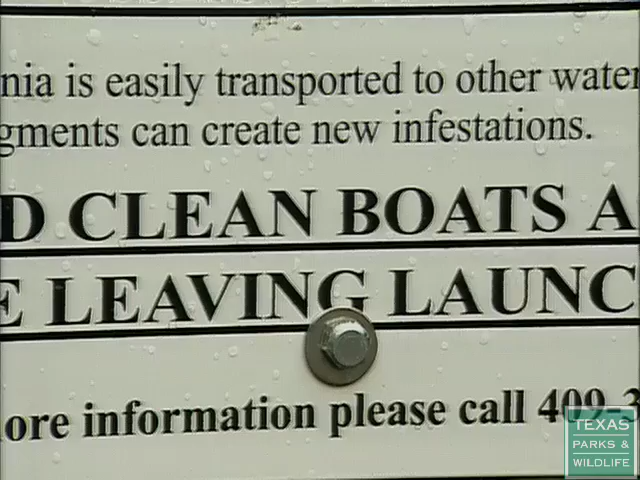 nia is easily transported to other water
gments can create new infestations.
D CLEAN BOATS A
E LEAVING LAUNC
ore information please call 409-3
TEXAS
PARKS &
WILDLIFE